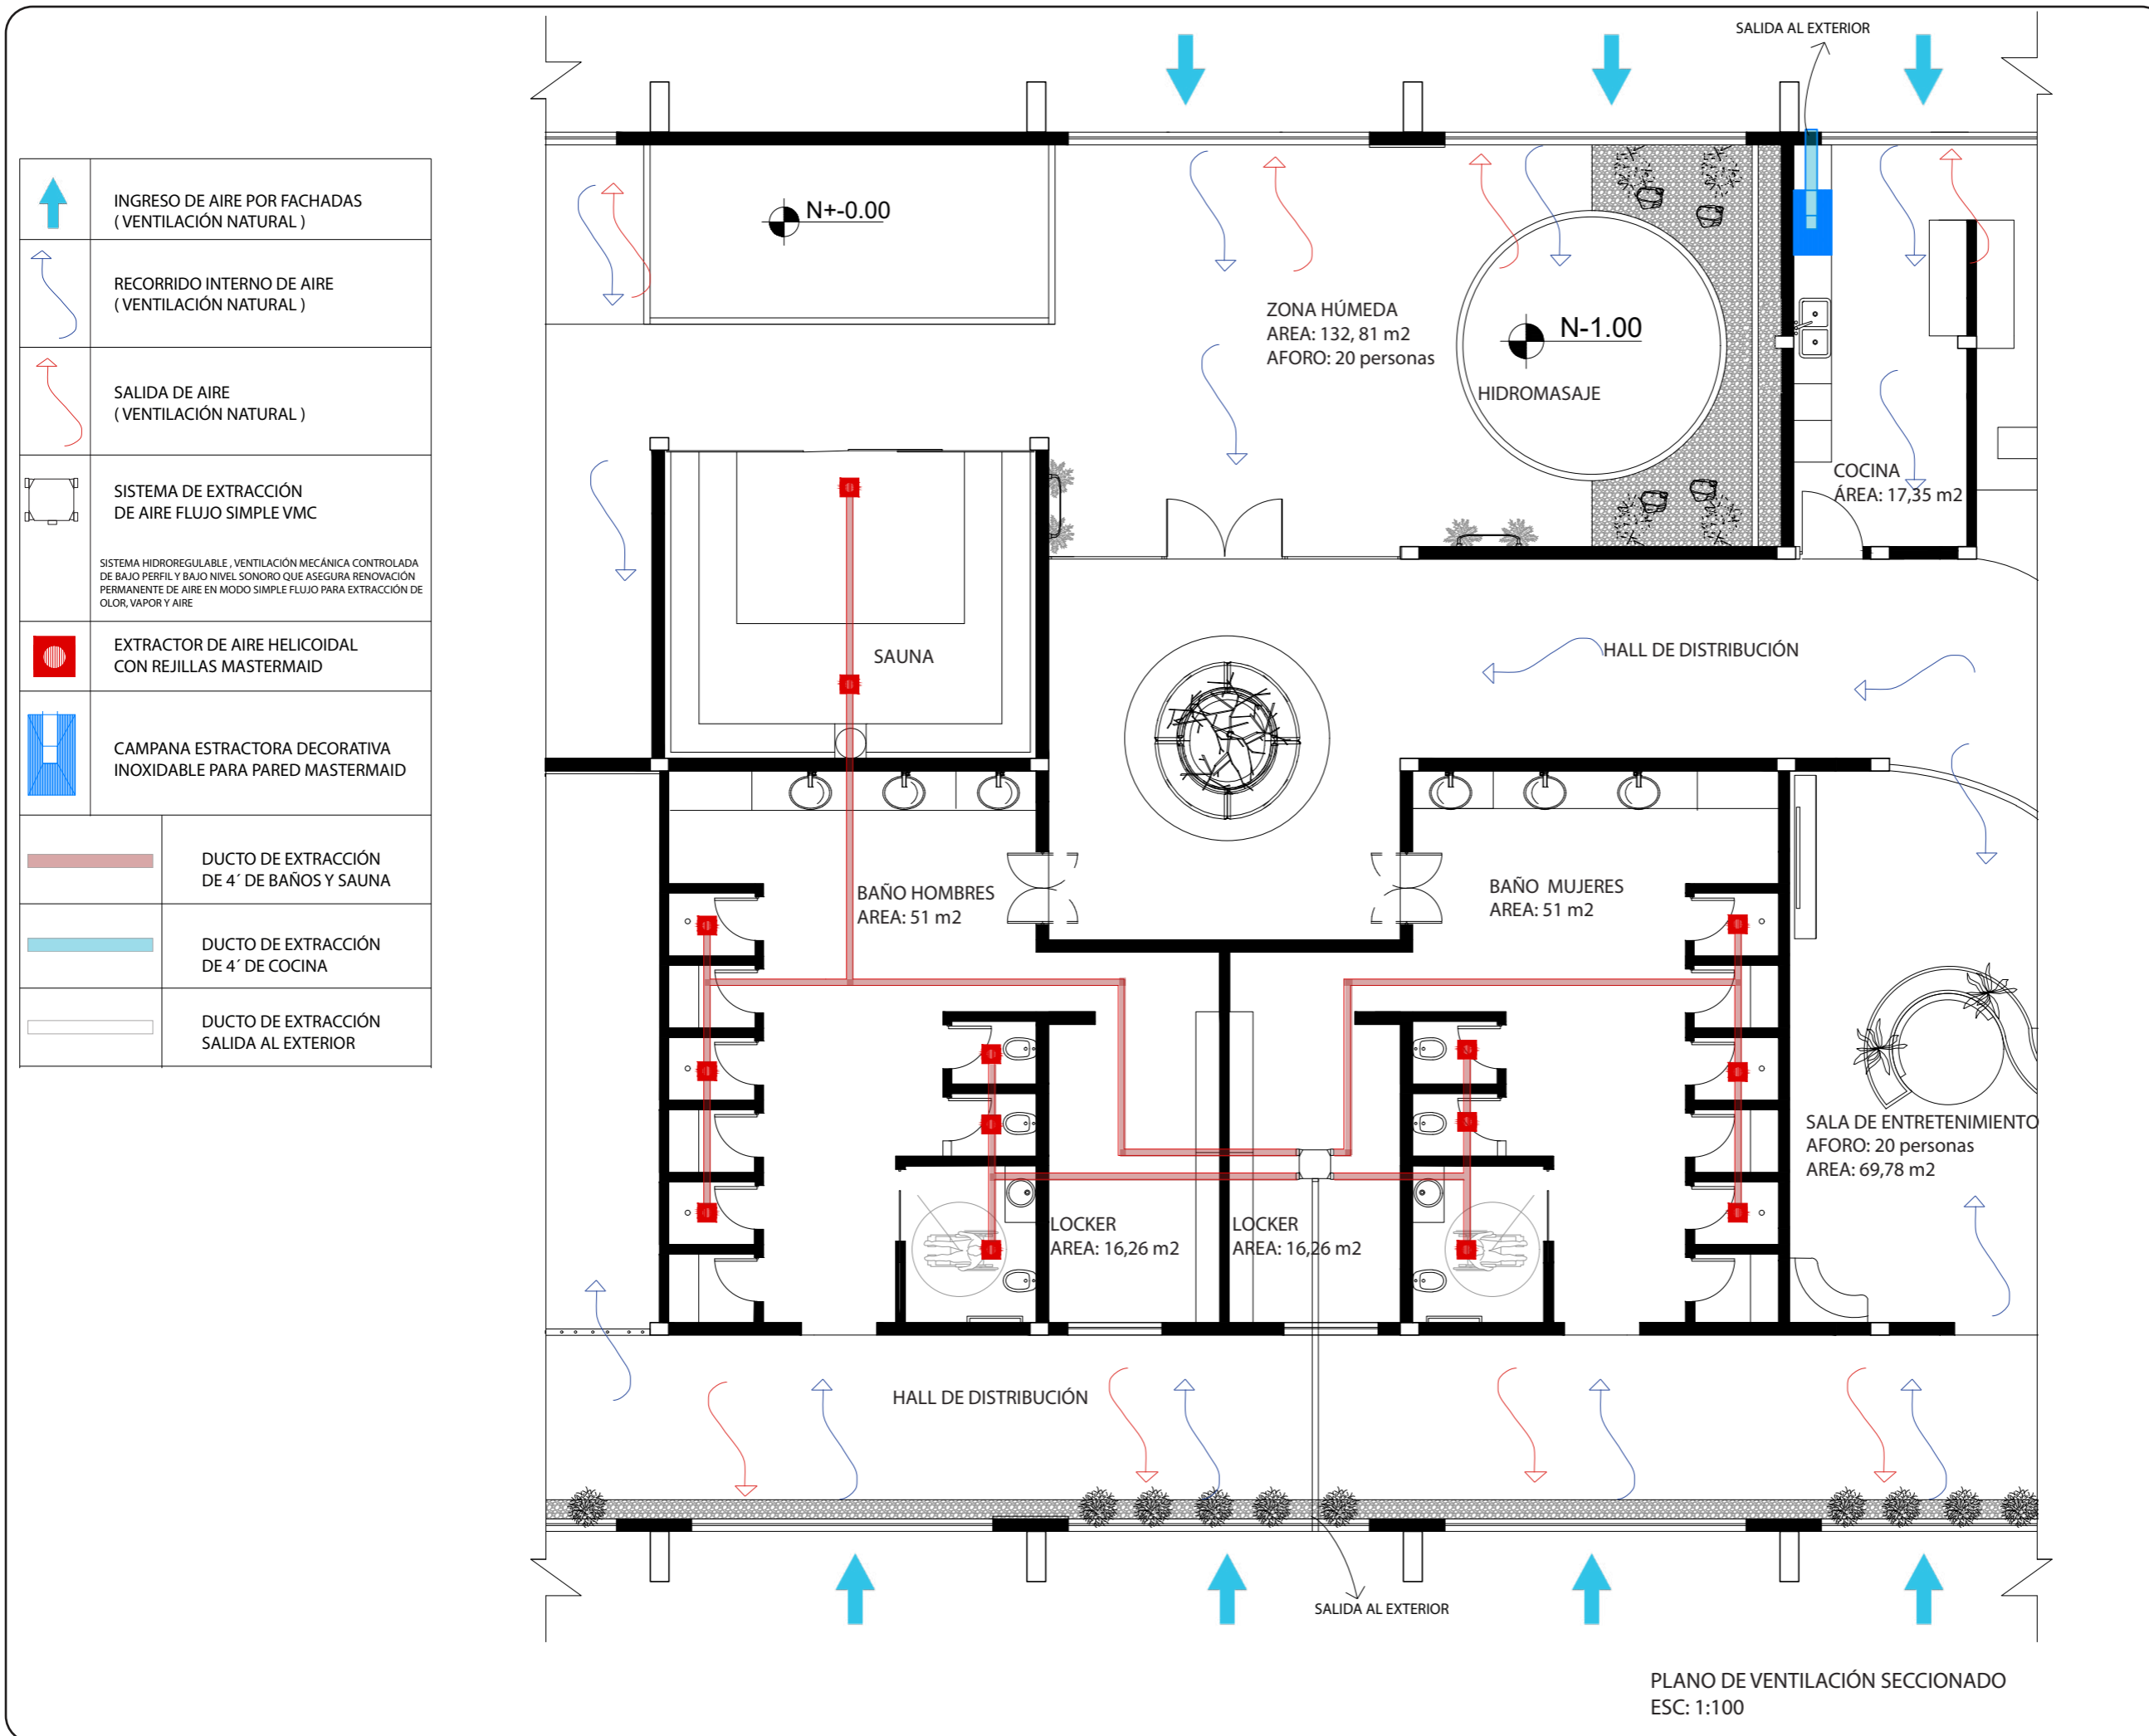 INGRESO DE AIRE POR FACHADAS
( VENTILACIÓN NATURAL )
RECORRIDO INTERNO DE AIRE
( VENTILACIÓN NATURAL )
SALIDA DE AIRE
( VENTILACIÓN NATURAL )
SISTEMA DE EXTRACCIÓN
DE AIRE FLUJO SIMPLE VMC
SISTEMA HIDROREGULABLE , VENTILACIÓN MECÁNICA CONTROLADA
DE BAJO PERFIL Y BAJO NIVEL SONORO QUE ASEGURA RENOVACIÓN
PERMANENTE DE AIRE EN MODO SIMPLE FLUJO PARA EXTRACCIÓN DE
OLOR, VAPOR Y AIRE
EXTRACTOR DE AIRE HELICOIDAL
CON REJILLAS MASTERMAID
CAMPANA ESTRACTORA DECORATIVA
INOXIDABLE PARA PARED MASTERMAID
DUCTO DE EXTRACCIÓN
DE 4´ DE BAÑOS Y SAUNA
DUCTO DE EXTRACCIÓN
DE 4´ DE COCINA
DUCTO DE EXTRACCIÓN
SALIDA AL EXTERIOR
SALIDA AL EXTERIOR
N+-0.00
ZONA HÚMEDA
AREA: 132, 81 m2
AFORO: 20 personas
N-1.00
HIDROMASAJE
COCINA
ÁREA: 17,35 m2
SAUNA
HALL DE DISTRIBUCIÓN
BAÑO HOMBRES
AREA: 51 m2
BAÑO MUJERES
AREA: 51 m2
SALA DE ENTRETENIMIENTO
AFORO: 20 personas
AREA: 69,78 m2
LOCKER
AREA: 16,26 m2
LOCKER
AREA: 16,26 m2
HALL DE DISTRIBUCIÓN
SALIDA AL EXTERIOR
PLANO DE VENTILACIÓN SECCIONADO
ESC: 1:100